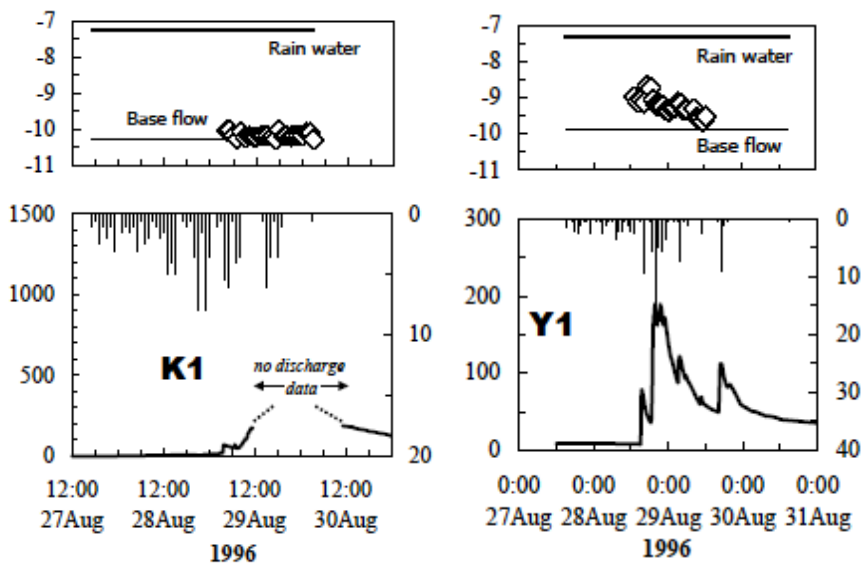 -7
-8
-9
-10
-11
Rain water
Base flow
-7
-8
-9
-10
-11
Rain water
Base flow
1500
1000
500
0
0
10
20
K1
no discharge
data
12:00 12:00 12:00 12:00
27Aug 28Aug 29Aug 30Aug
1996
300
200
100
0
0
10
20
30
40
Y1
0:00 0:00 0:00 0:00 0:00
27Aug 28Aug 29Aug 30Aug 31Aug
1996